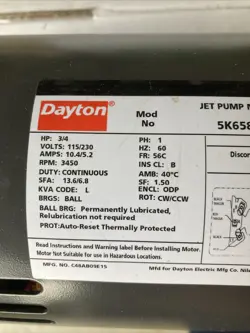 JET PUMP
Dayton
Mod
No
5K658
HP: 3/4
PH: 1
VOLTS: 115/230
HZ: 60
AMPS: 10.4/5.2
FR: 56C
RPM: 3450
INS CL: B
DUTY: CONTINUOUS
AMB: 40°C
SFA: 13.6/6.8
SF: 1.50
KVA CODE: L
ENCL: ODP
BRGS: BALL
ROT: CW/CCW
BALL BRG: Permanently Lubricated,
Relubrication not required
PROT: Auto-Reset Thermally Protected
Read Instructions and Warning label Before Installing Motor.
Motor Not Suitable for use in Hazardous Locations.
MFG. NO.
Mfd for Dayton Electric Mfg Co.